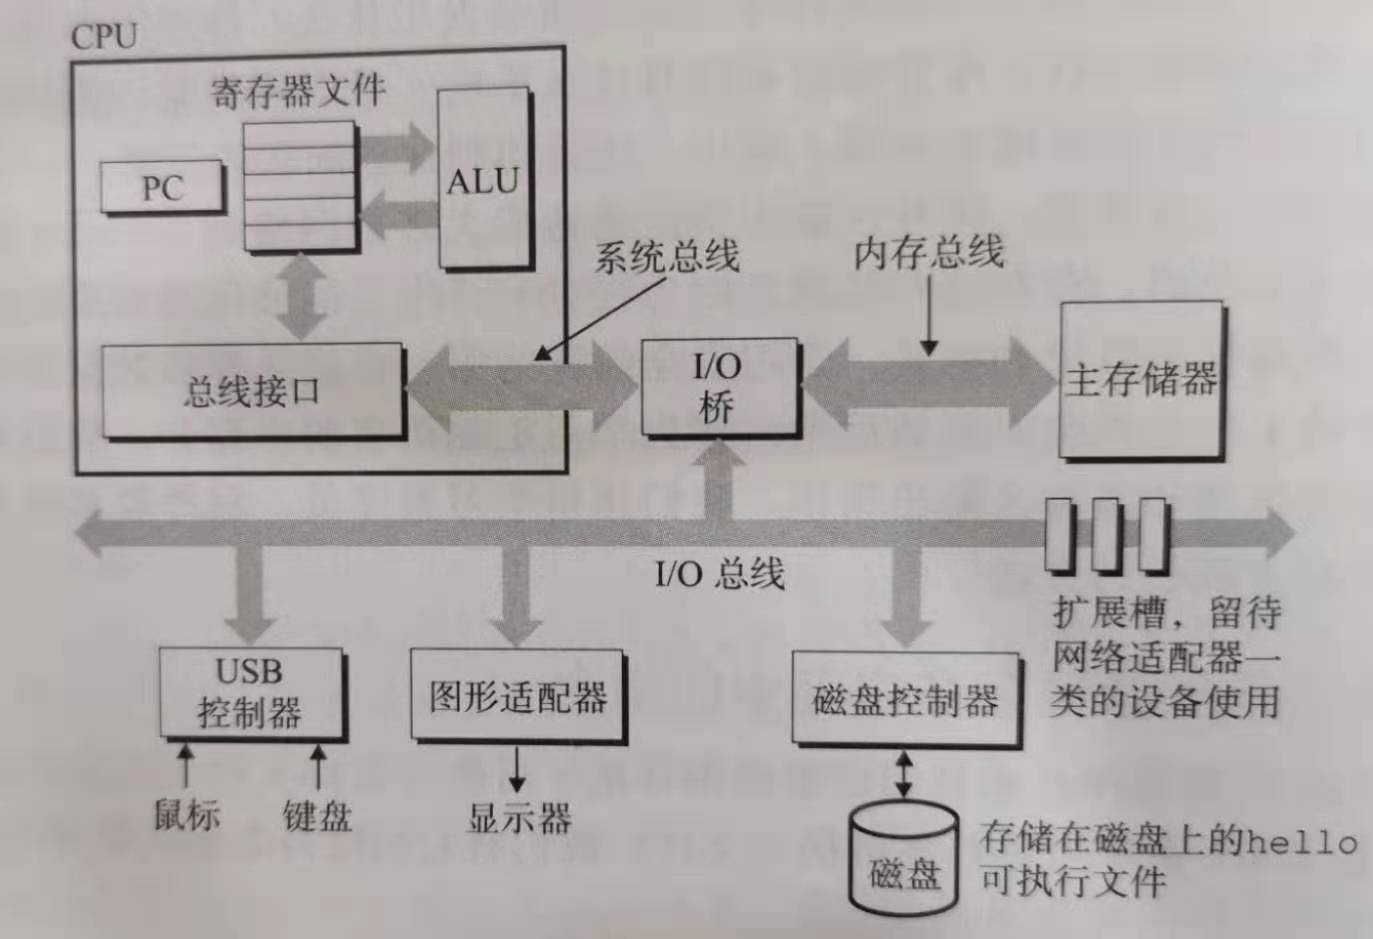 CPU
寄存器文件
PC
ALU
系统总线
内存总线
总线接口
I/O
桥
主存储器
I/O 总线
扩展槽，留待
网络适配器一
类的设备使用
USB
控制器
图形适配器
磁盘控制器
鼠标
键盘
显示器
磁盘
存储在磁盘上的hello
可执行文件